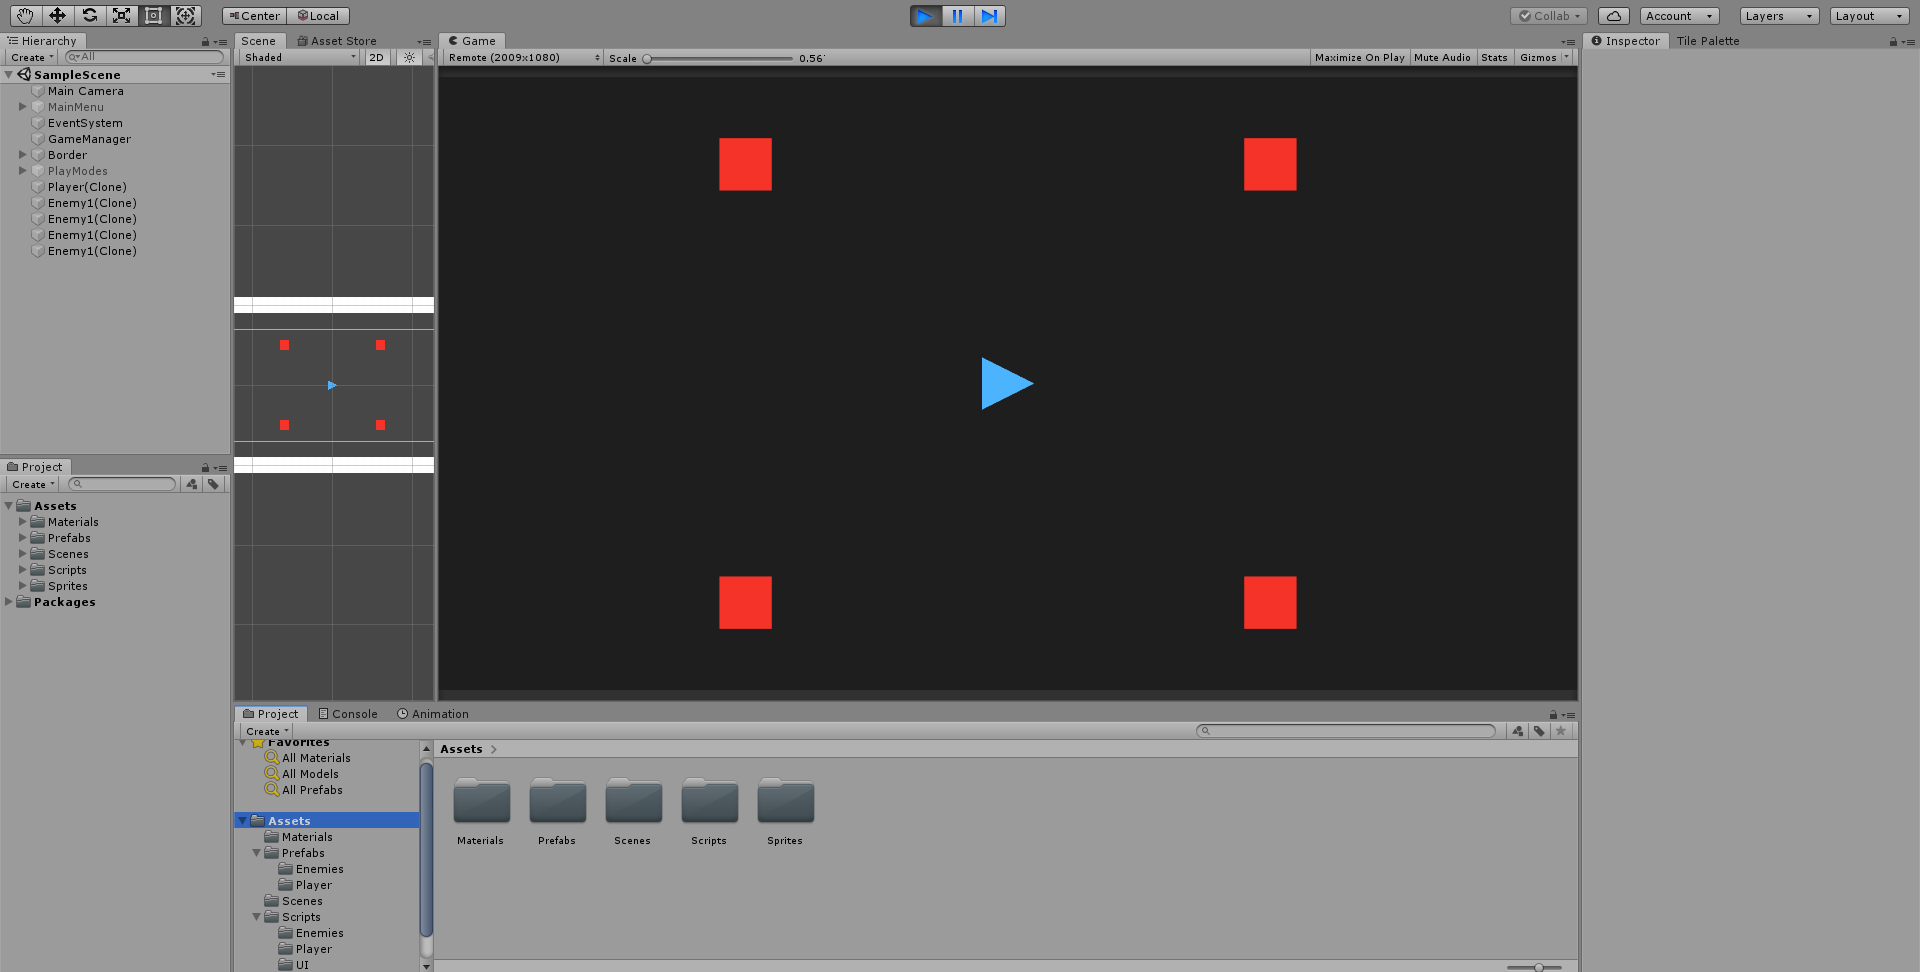 Center Local
Collab Account Layers Layout
Hierarchy
Create All
SampleScene
Main Camera
MainMenu
EventSystem
GameManager
Border
PlayModes
Player(Clone)
Enemy1(Clone)
Enemy1(Clone)
Enemy1(Clone)
Enemy1(Clone)
Project
Create
Assets
Materials
Prefabs
Scenes
Scripts
Sprites
Packages
Scene Asset Store
Shaded 2D
Game
Remote (2009x1080) Scale 0.56 Maximize On Play Mute Audio Stats Gizmos
Inspector Tile Palette
Project Console Animation
Create
Favorites
All Materials
All Models
All Prefabs
Assets
Materials
Prefabs
Enemies
Player
Scenes
Scripts
Enemies
Player
UI
Assets
Materials Prefabs Scenes Scripts Sprites